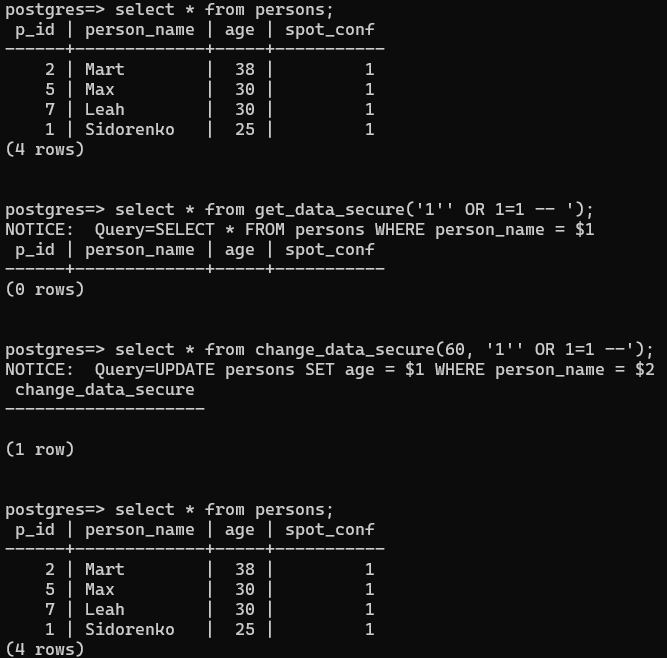 postgres=> select * from persons;
 p_id | person_name | age | spot_conf
------+-------------+-----+-----------
    2 | Mart        |  38 |         1
    5 | Max         |  30 |         1
    7 | Leah        |  30 |         1
    1 | Sidorenko   |  25 |         1
(4 rows)
postgres=> select * from get_data_secure('1'' OR 1=1 -- ');
NOTICE:  Query=SELECT * FROM persons WHERE person_name = $1
 p_id | person_name | age | spot_conf
------+-------------+-----+-----------
(0 rows)
postgres=> select * from change_data_secure(60, '1'' OR 1=1 --');
NOTICE:  Query=UPDATE persons SET age = $1 WHERE person_name = $2
 change_data_secure
--------------------
(1 row)
postgres=> select * from persons;
 p_id | person_name | age | spot_conf
------+-------------+-----+-----------
    2 | Mart        |  38 |         1
    5 | Max         |  30 |         1
    7 | Leah        |  30 |         1
    1 | Sidorenko   |  25 |         1
(4 rows)